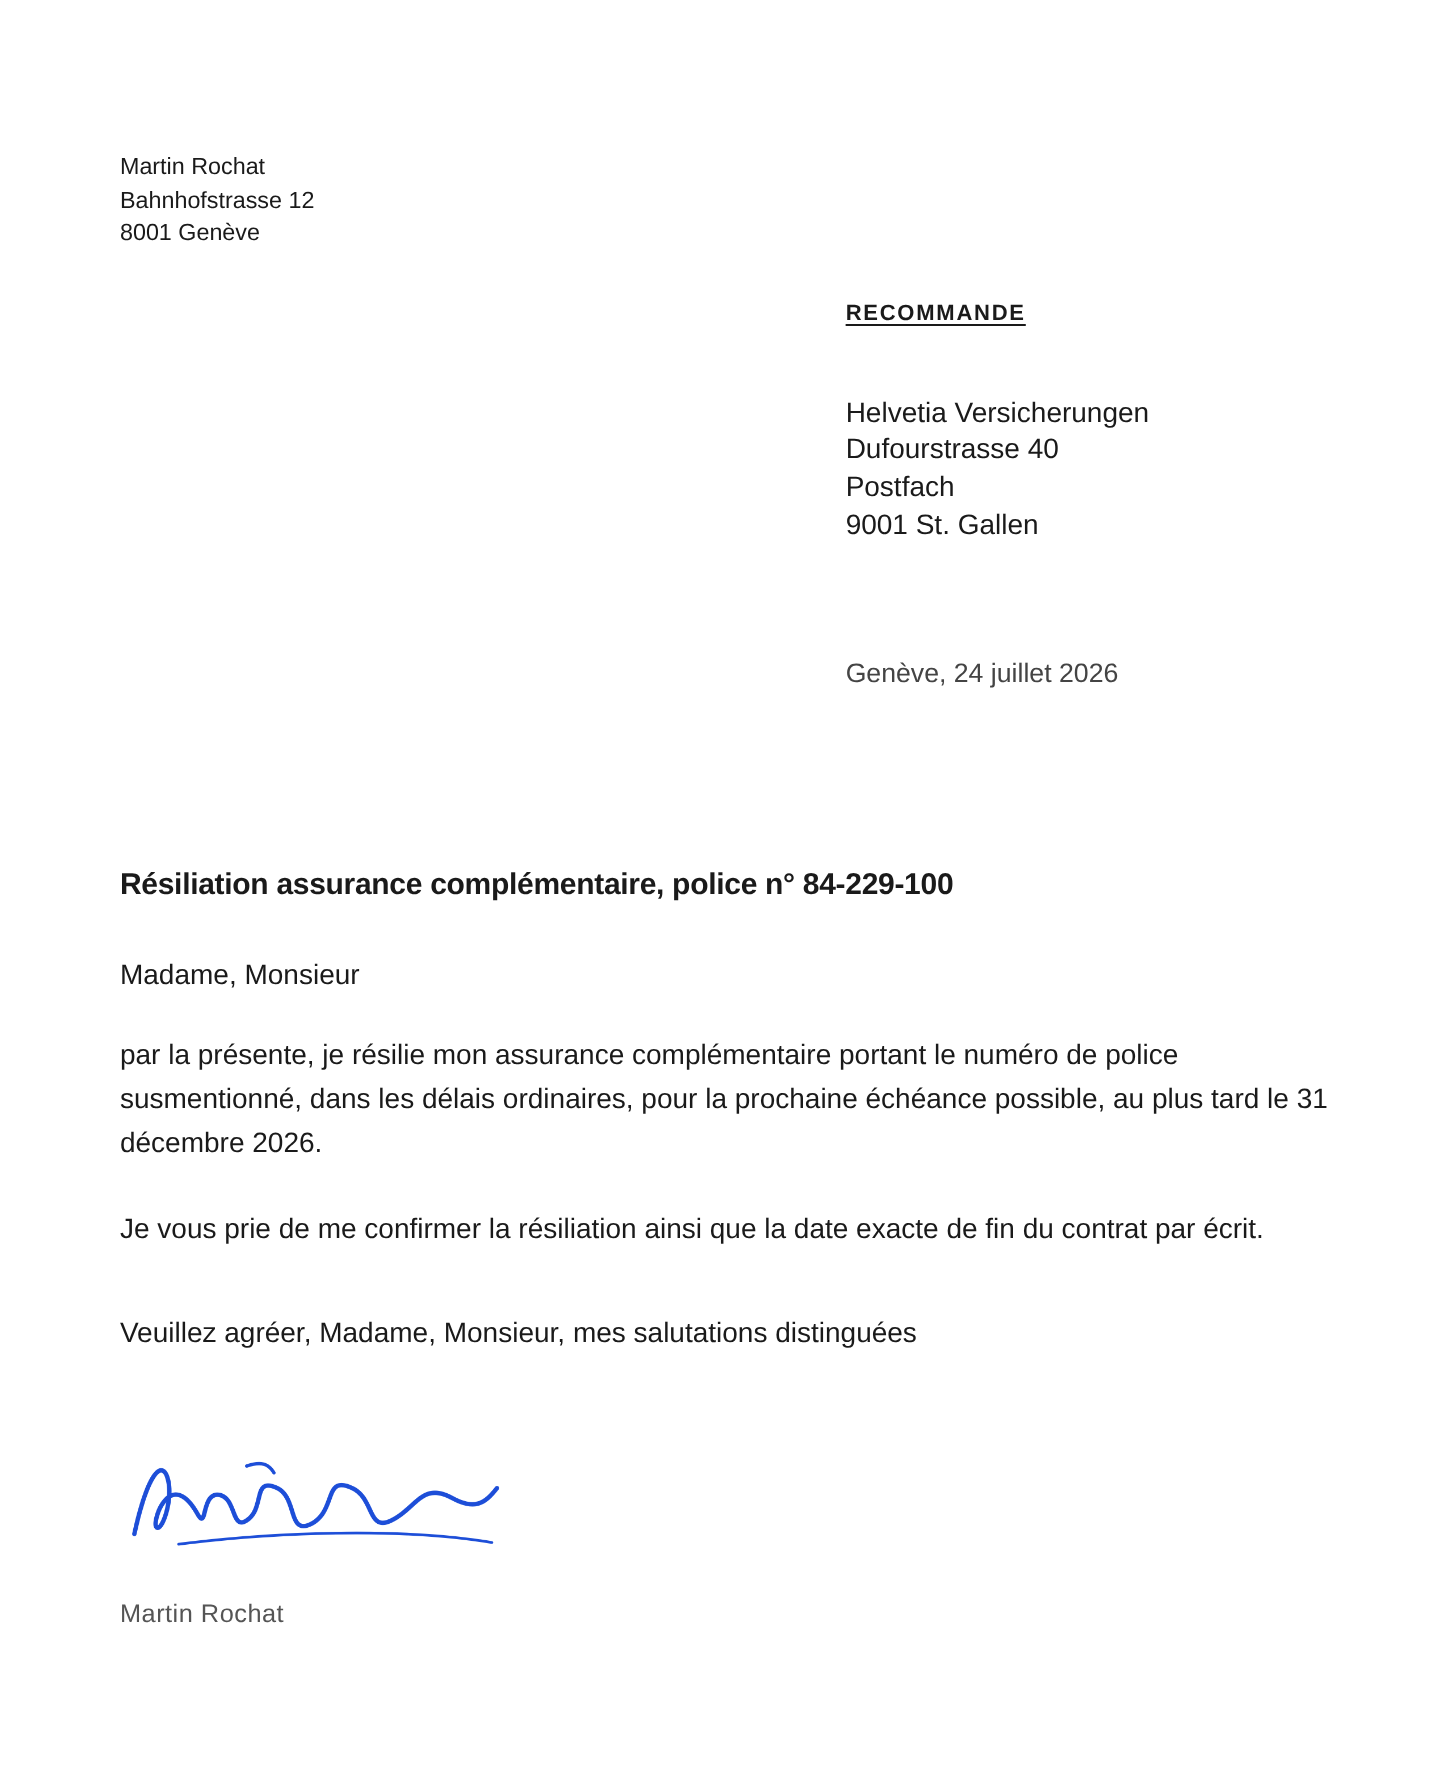 Martin Rochat
Bahnhofstrasse 12
8001 Genève
RECOMMANDE
Helvetia Versicherungen
Dufourstrasse 40
Postfach
9001 St. Gallen
Genève, 24 juillet 2026
Résiliation assurance complémentaire, police n° 84-229-100
Madame, Monsieur
par la présente, je résilie mon assurance complémentaire portant le numéro de police
susmentionné, dans les délais ordinaires, pour la prochaine échéance possible, au plus tard le 31
décembre 2026.
Je vous prie de me confirmer la résiliation ainsi que la date exacte de fin du contrat par écrit.
Veuillez agréer, Madame, Monsieur, mes salutations distinguées
Martin Rochat